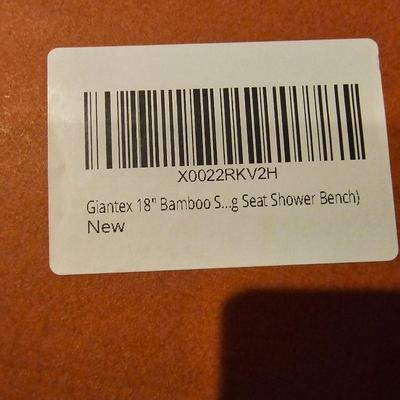 X0022RKV2H
Giantex 18" Bamboo S...g Seat Shower Bench)
New